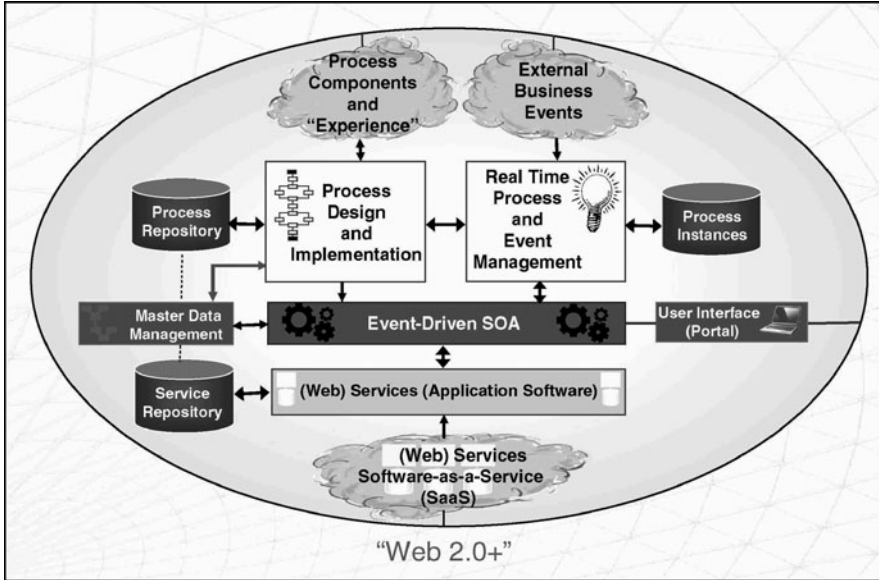 Process
Components
and
“Experience”
External
Business
Events
Process
Repository
Process
Design
and
Implementation
Real Time
Process
and
Event
Management
Process
Instances
Master Data
Management
Event-Driven SOA
User Interface
(Portal)
Service
Repository
(Web) Services (Application Software)
(Web) Services
Software-as-a-Service
(SaaS)
“Web 2.0+”